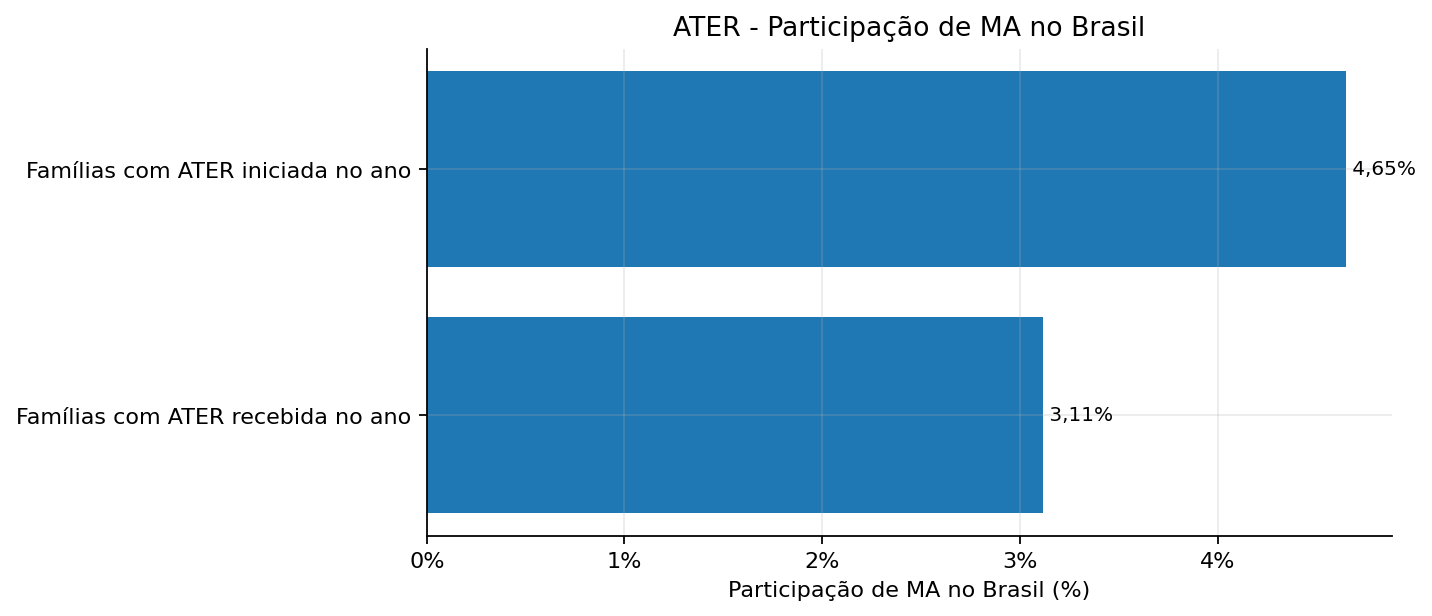 ATER - Participação de MA no Brasil
Famílias com ATER iniciada no ano
4,65%
Famílias com ATER recebida no ano
3,11%
0%
1%
2%
3%
4%
Participação de MA no Brasil (%)